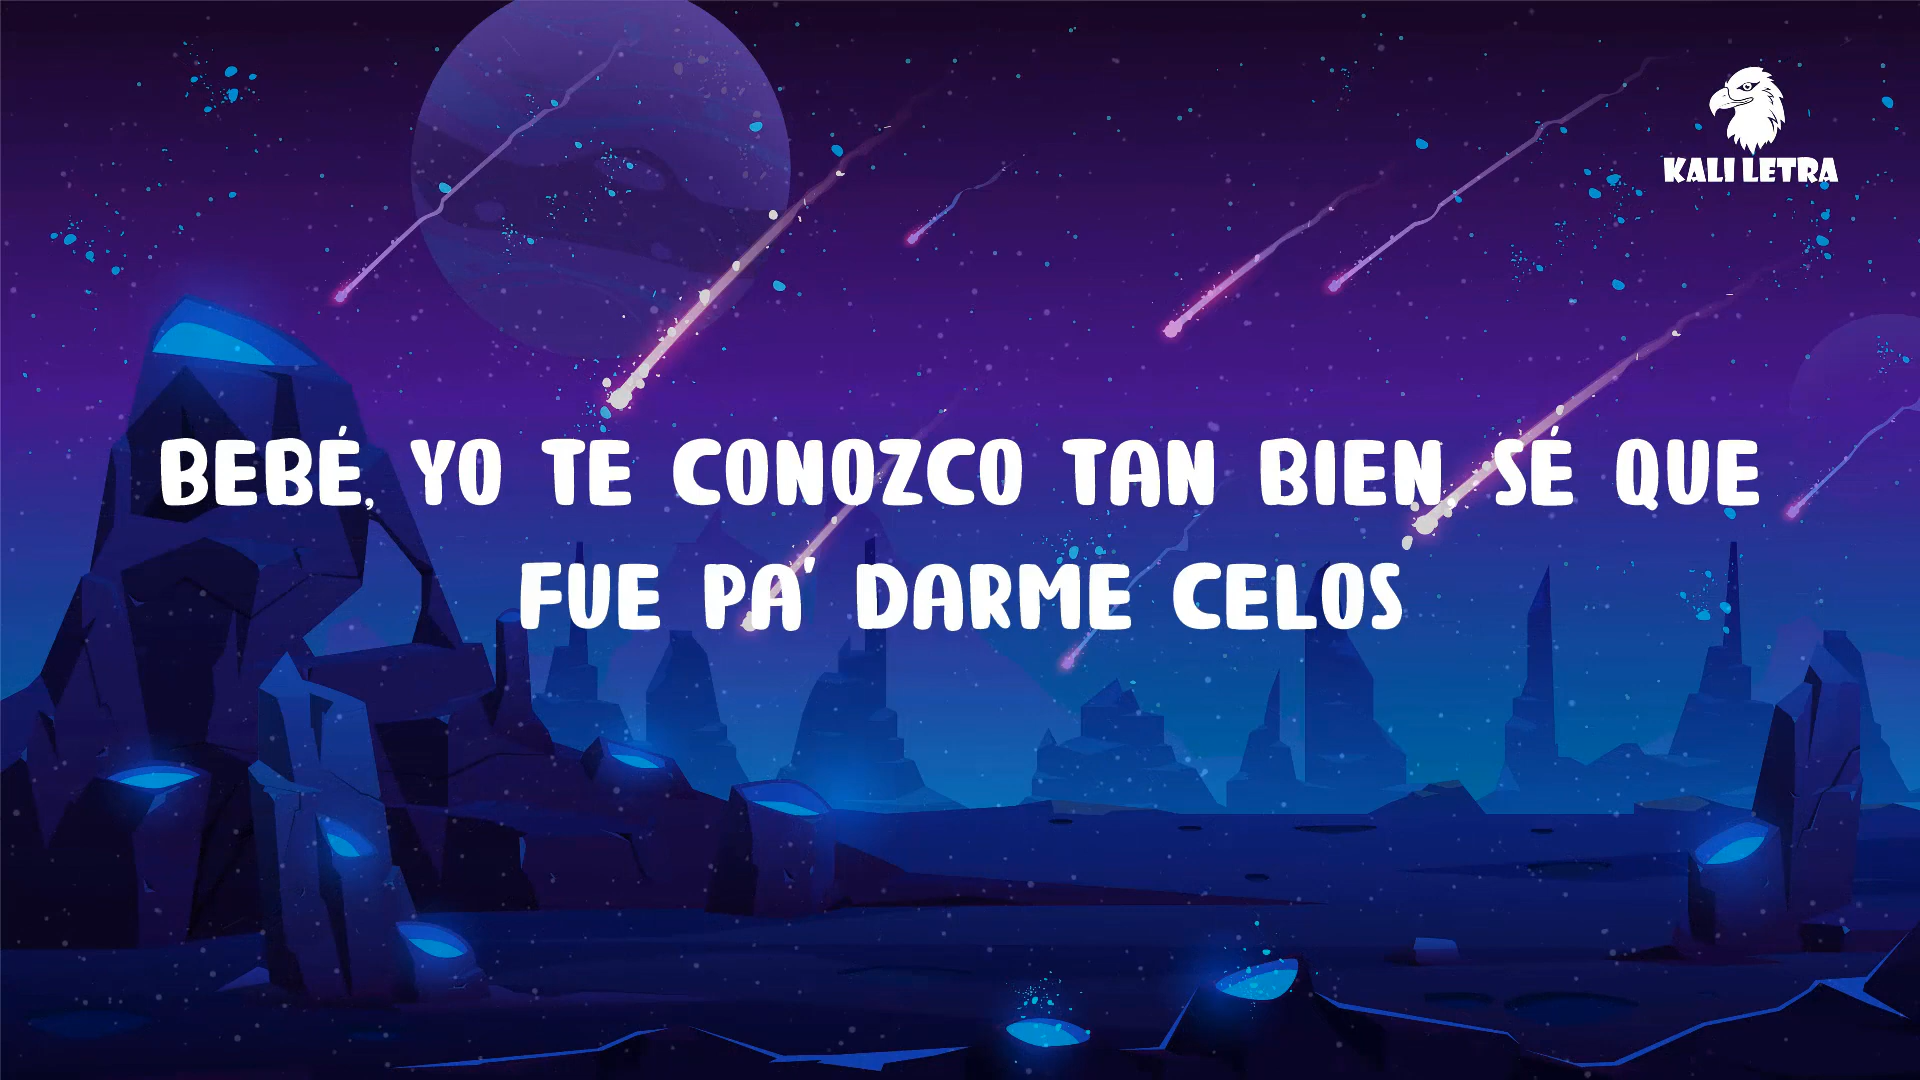 KALI LETRA
BEBÉ, YO TE CONOZCO TAN BIEN SÉ QUE
FUE PA' DARME CELOS